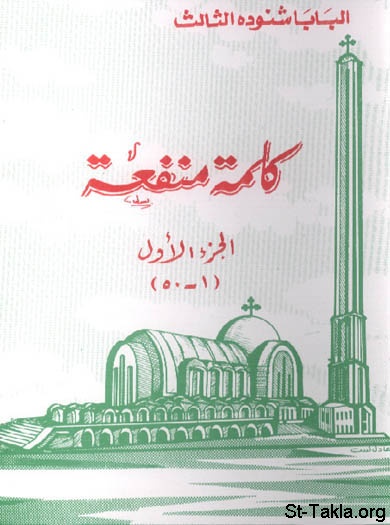 البابا شنوده الثالث
كلمة منفعة
الجزء الأول
(١-٥٠)
St-Takla.org